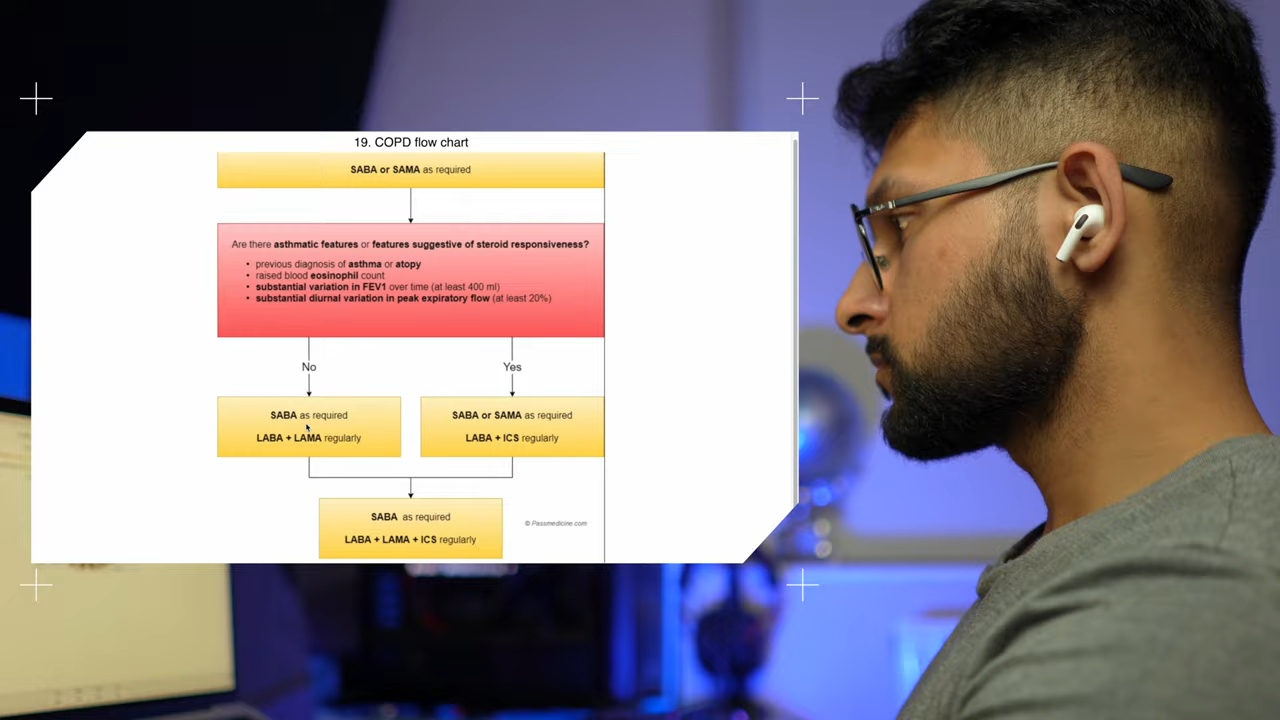 19. COPD flow chart
SABA or SAMA as required
Are there asthmatic features or features suggestive of steroid responsiveness?
• previous diagnosis of asthma or atopy
• raised blood eosinophil count
• substantial variation in FEV1 over time (at least 400 ml)
• substantial diurnal variation in peak expiratory flow (at least 20%)
No
Yes
SABA as required
LABA + LAMA regularly
SABA or SAMA as required
LABA + ICS regularly
SABA as required
LABA + LAMA + ICS regularly
© Passmedicine.com